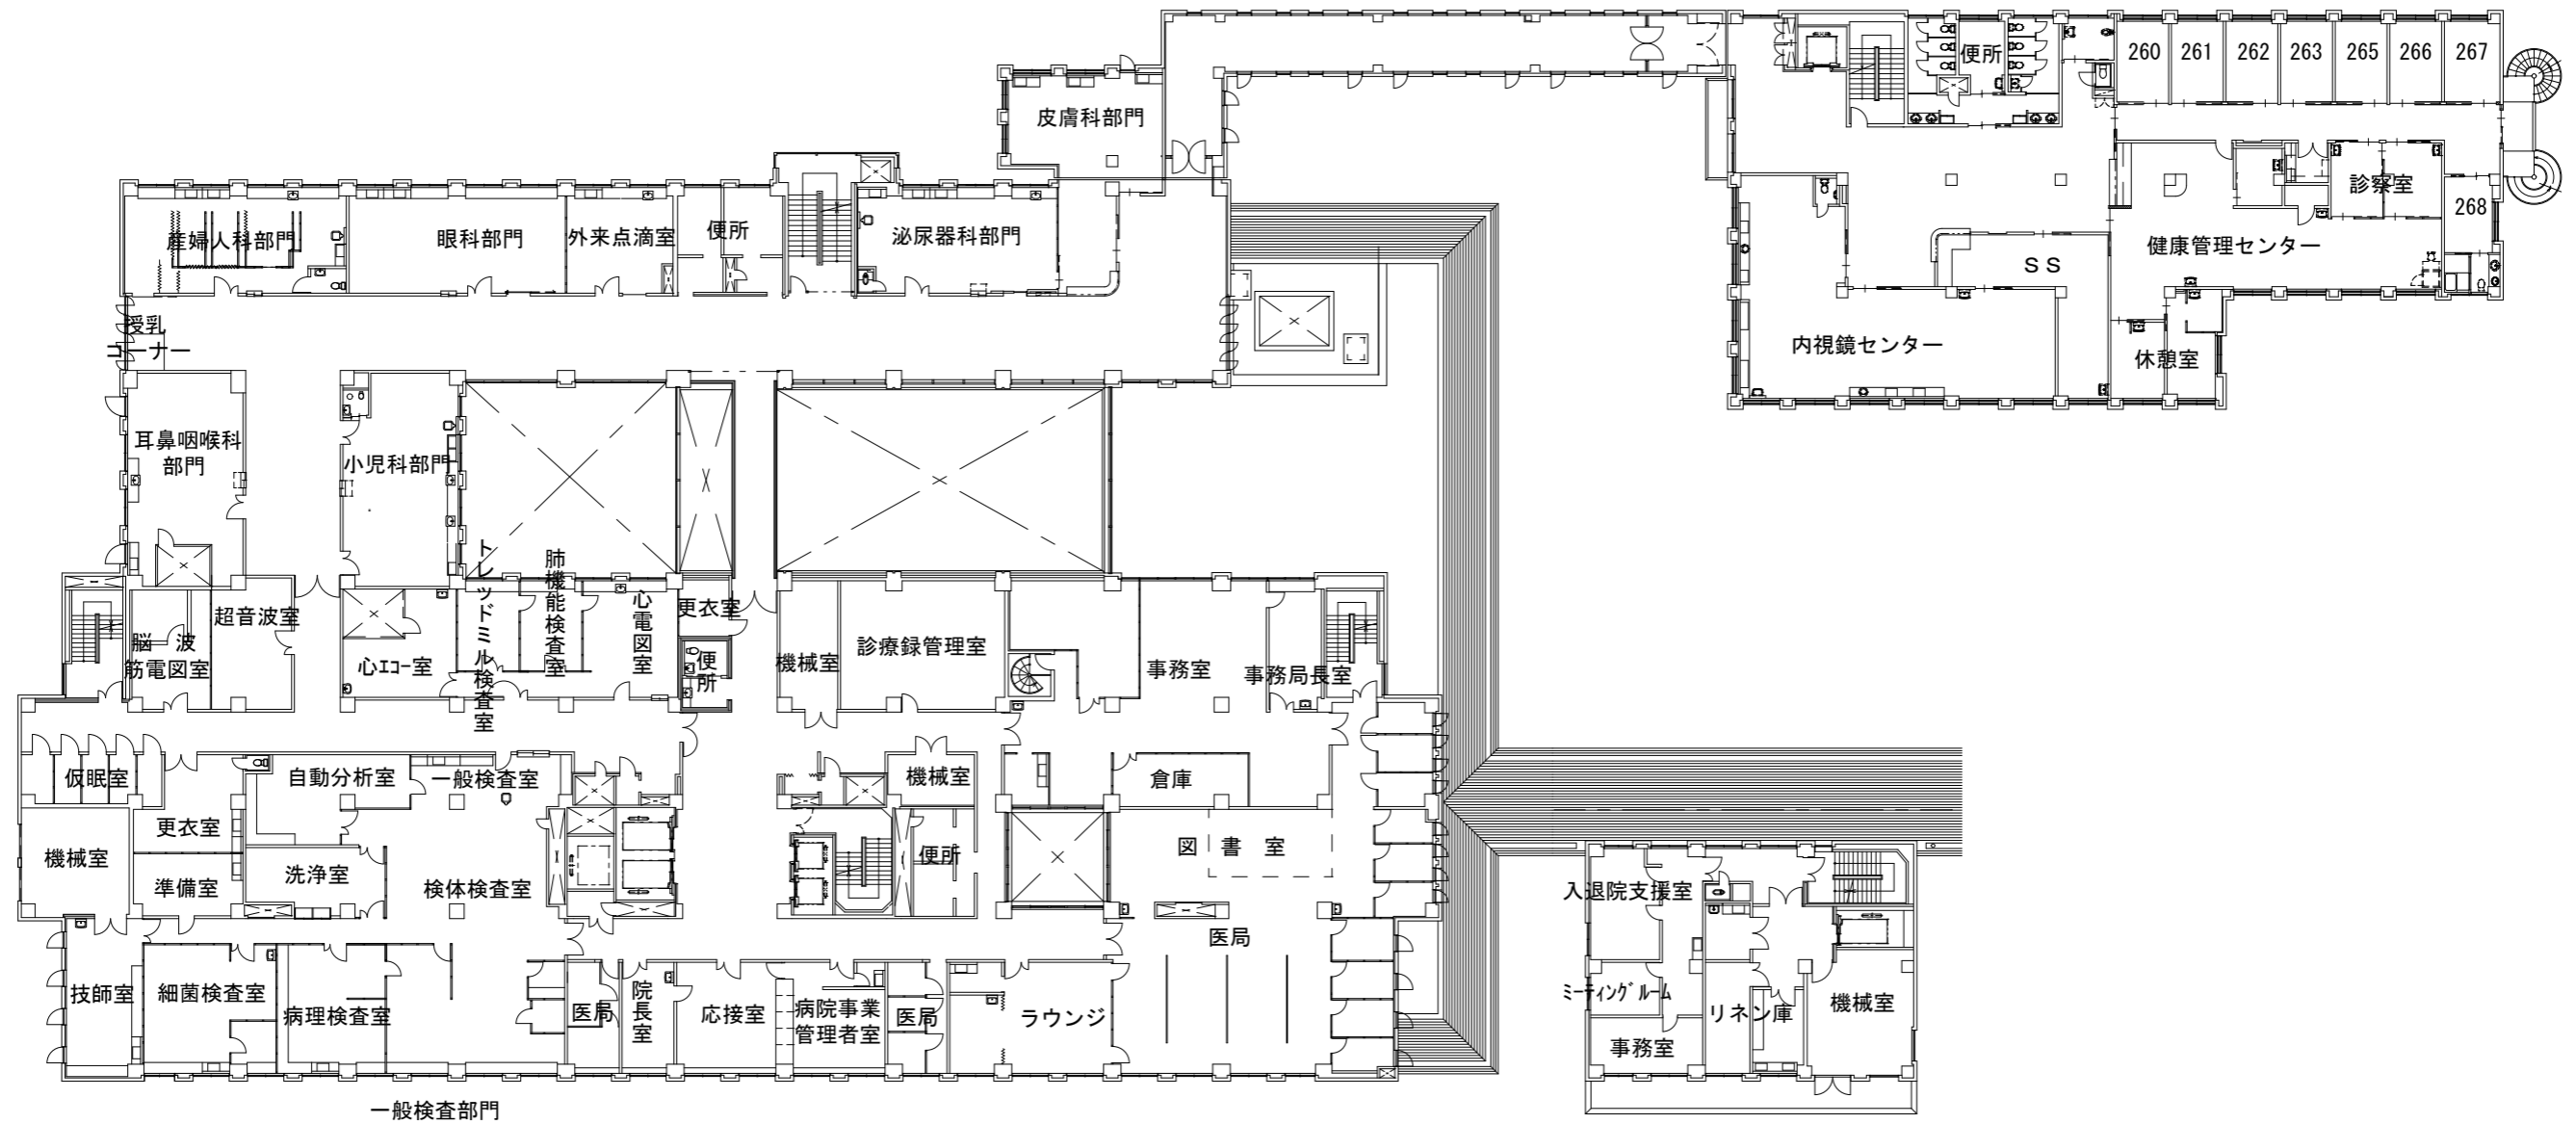 便所
260
261
262
263
265
266
267
皮膚科部門
診察室
268
産婦人科部門
眼科部門
外来点滴室
便所
泌尿器科部門
健康管理センター
ＳＳ
授乳
コーナー
内視鏡センター
休憩室
耳鼻咽喉科
部門
小児科部門
超音波室
脳　波
筋電図室
心エコー室
トレッドミル検査室
肺機能検査室
心電図室
更衣室
便所
機械室
診療録管理室
事務室
事務局長室
仮眠室
自動分析室
一般検査室
機械室
倉庫
更衣室
機械室
準備室
洗浄室
検体検査室
便所
図　書　室
入退院支援室
医局
技師室
細菌検査室
病理検査室
医局
院長室
応接室
病院事業
管理者室
医局
ラウンジ
ミーティングルーム
リネン庫
機械室
事務室
一般検査部門